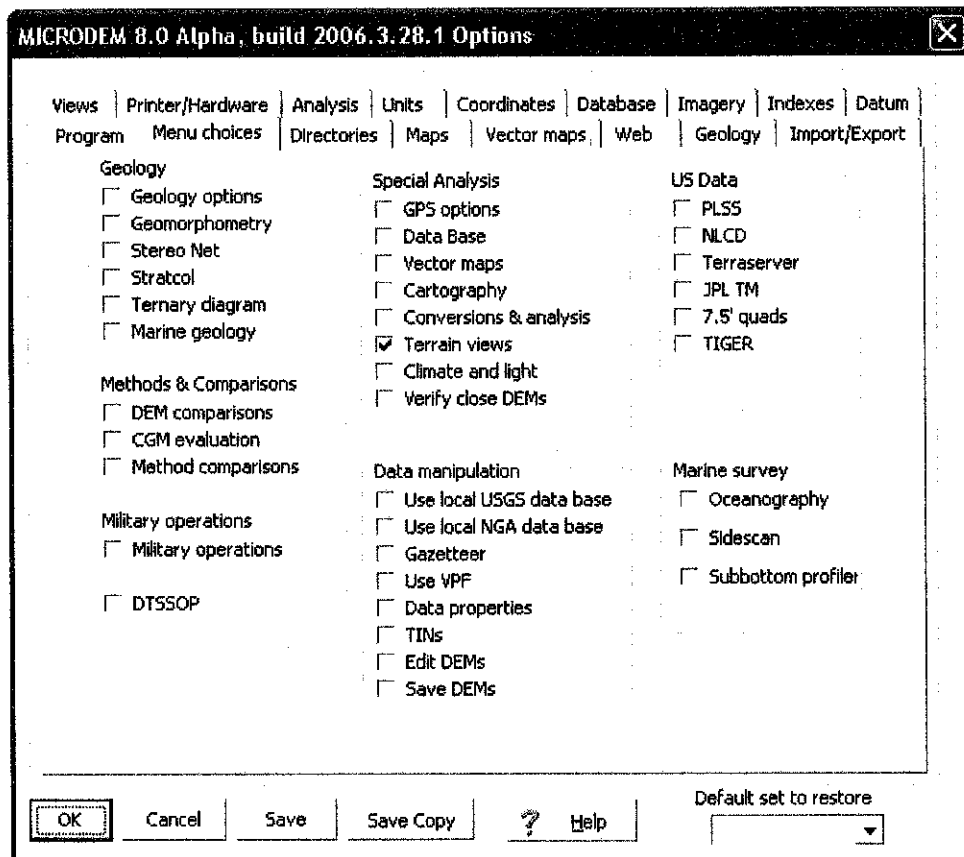 MICRODEM 8.0 Alpha, build 2006.3.28.1 Options
Views Printer/Hardware Analysis Units Coordinates Database Imagery Indexes Datum
Program Menu choices Directories Maps Vector maps Web Geology Import/Export
Geology
Geology options
Geomorphometry
Stereo Net
Stratcol
Ternary diagram
Marine geology
Methods & Comparisons
DEM comparisons
CGM evaluation
Method comparisons
Military operations
Military operations
DTSSOP
Special Analysis
GPS options
Data Base
Vector maps
Cartography
Conversions & analysis
Terrain views
Climate and light
Verify close DEMs
Data manipulation
Use local USGS data base
Use local NGA data base
Gazetteer
Use VPF
Data properties
TINs
Edit DEMs
Save DEMs
US Data
PLSS
NLCD
Terraserver
JPL TM
7.5' quads
TIGER
Marine survey
Oceanography
Sidescan
Subbottom profiler
Default set to restore
OK Cancel Save Save Copy ? Help